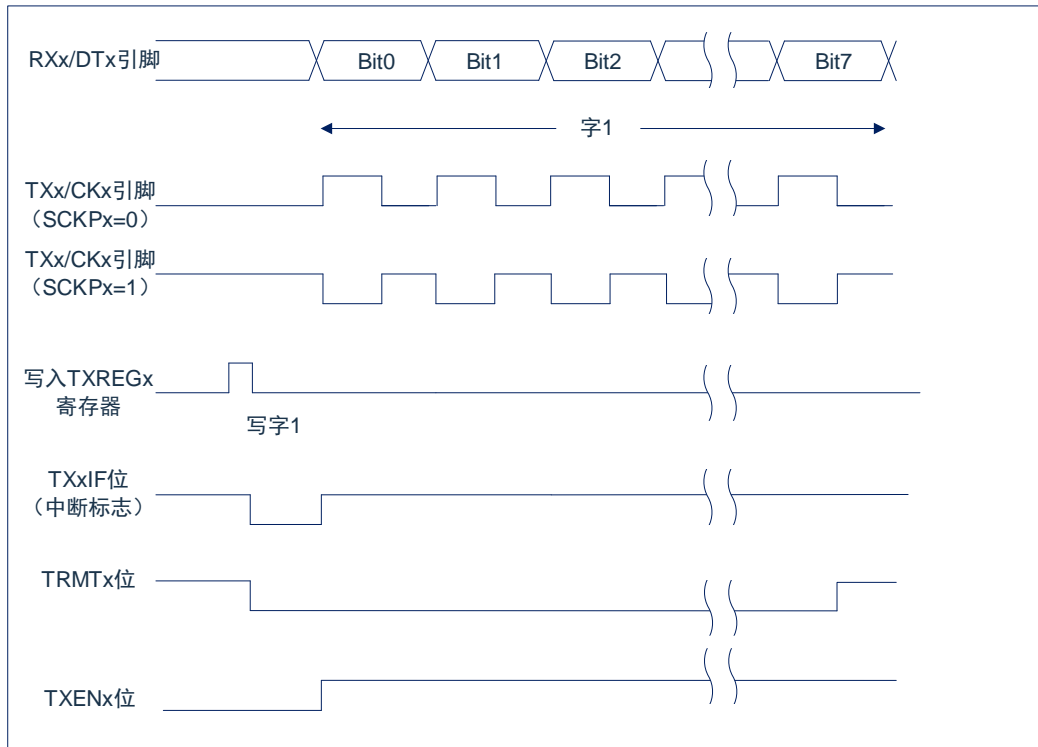 RXx/DTx引脚
Bit0 Bit1 Bit2 Bit7
字1
TXx/CKx引脚
（SCKPx=0）
TXx/CKx引脚
（SCKPx=1）
写入TXREGx
寄存器
写字1
TXxIF位
（中断标志）
TRMTx位
TXENx位